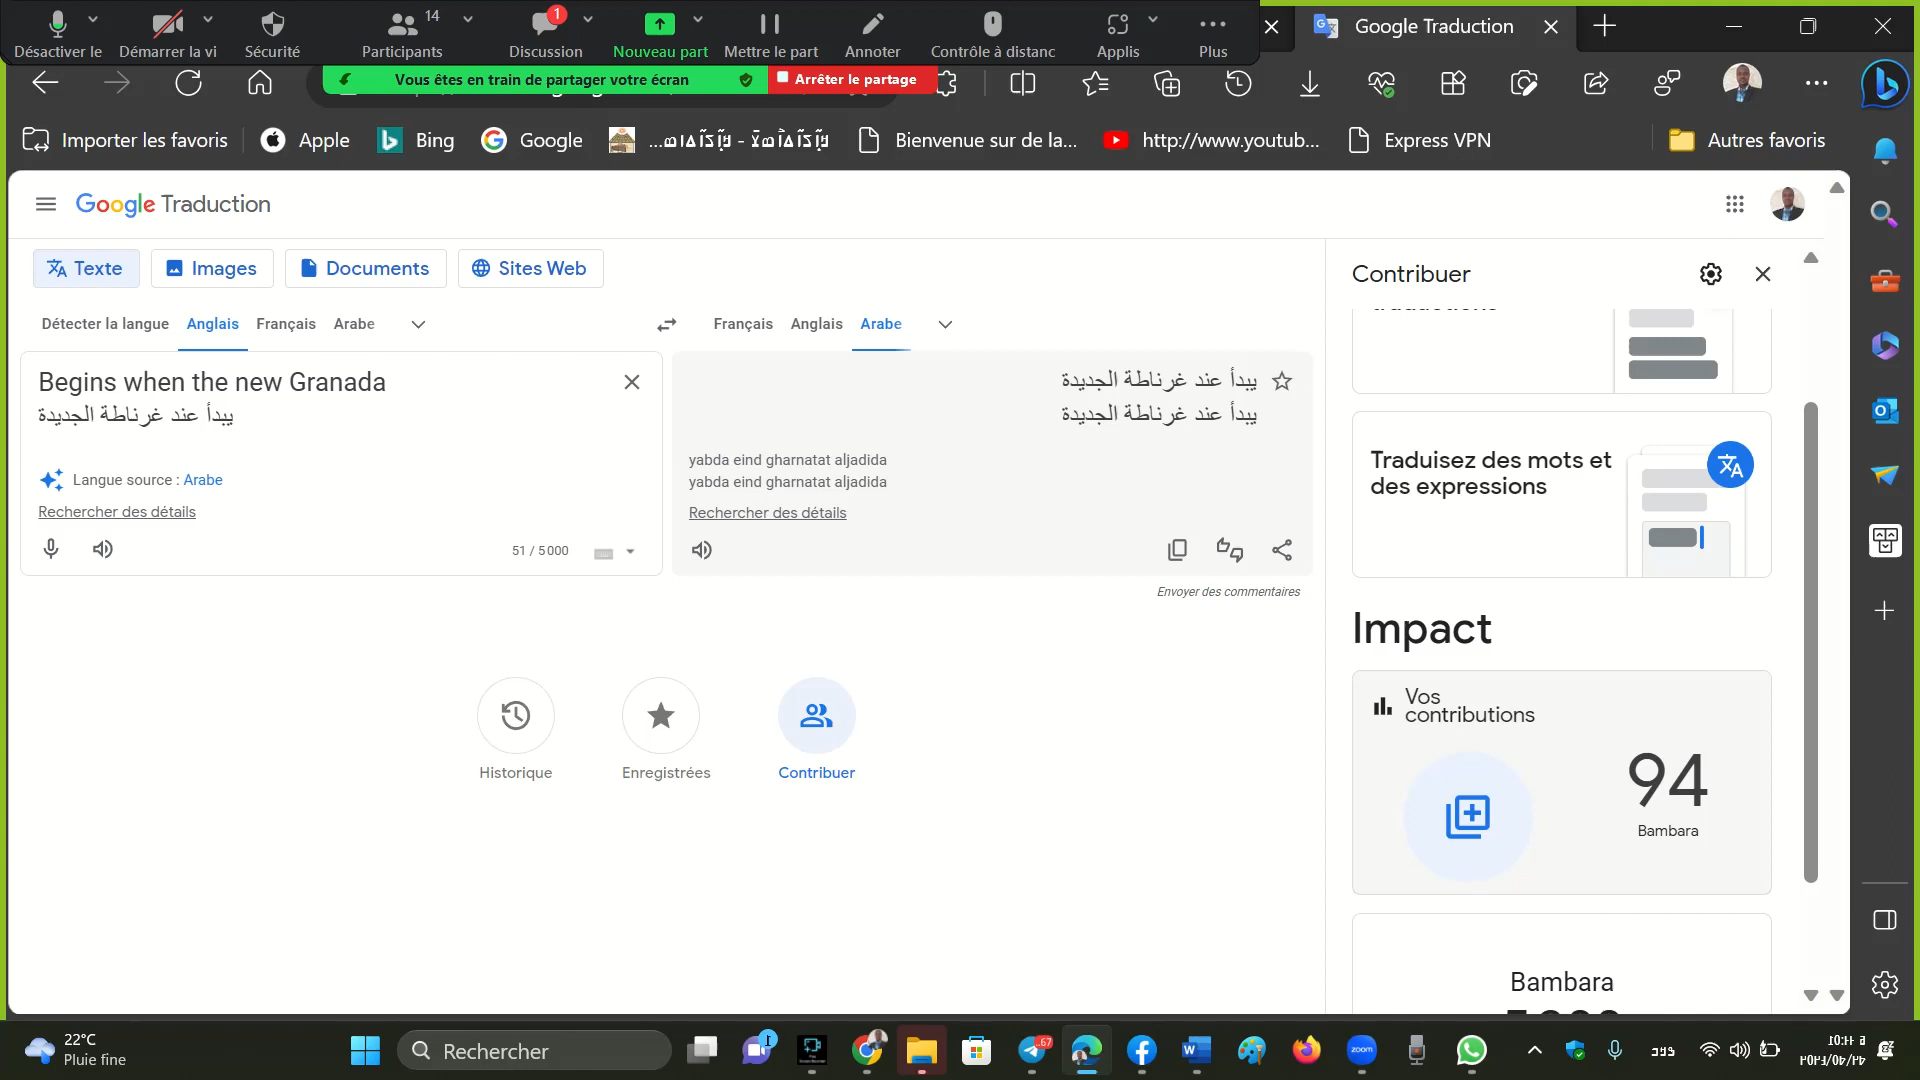 Désactiver le
Démarrer la vi
Sécurité
14
Participants
1
Discussion
Nouveau part
Mettre le part
Annoter
Contrôle à distanc
Applis
Plus
Google Traduction
Vous êtes en train de partager votre écran
Arrêter le partage
Importer les favoris
Apple
Bing
Google
Bienvenue sur de la...
http://www.youtub...
Express VPN
Autres favoris
Google Traduction
Texte
Images
Documents
Sites Web
Détecter la langue
Anglais
Français
Arabe
Français
Anglais
Arabe
Begins when the new Granada
يبدأ عند غرناطة الجديدة
Langue source : Arabe
Rechercher des détails
51 / 5 000
يبدأ عند غرناطة الجديدة
يبدأ عند غرناطة الجديدة
yabda eind gharnatat aljadida
yabda eind gharnatat aljadida
Rechercher des détails
Envoyer des commentaires
Historique
Enregistrées
Contribuer
Contribuer
Traduisez des mots et
des expressions
Impact
Vos
contributions
94
Bambara
Bambara
22°C
Pluie fine
Rechercher
1
.67
zoom